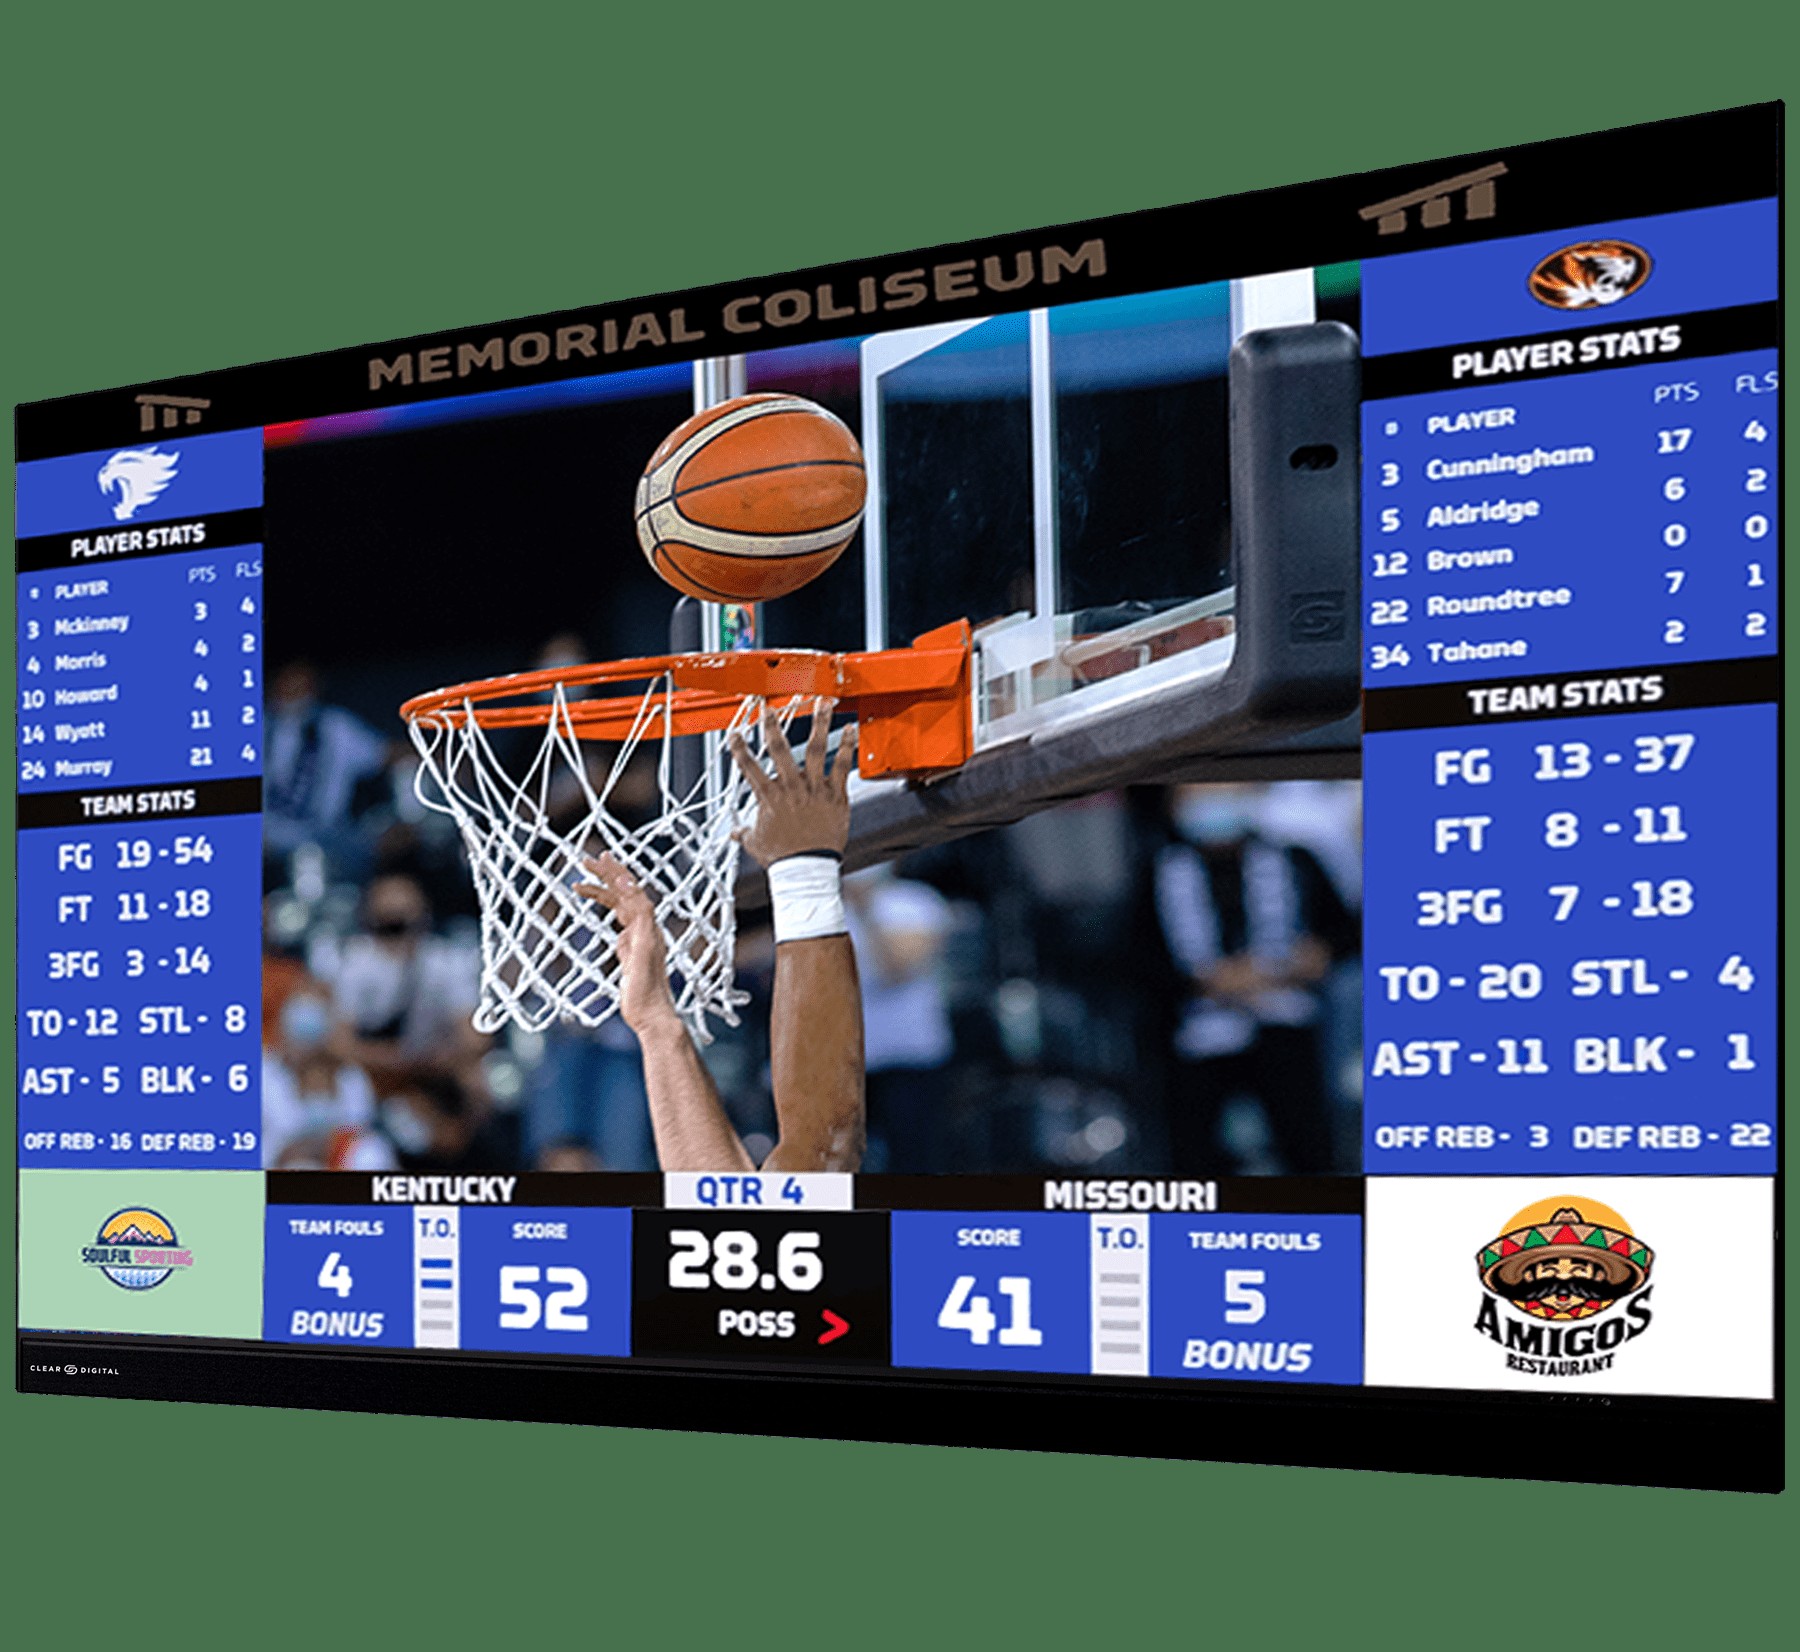 MEMORIAL COLISEUM
PLAYER STATS
# PLAYER PTS FLS
3 Mckinney 3 4
4 Morris 4 2
10 Howard 4 1
14 Wyatt 11 2
24 Murray 21 4
TEAM STATS
FG 19 - 54
FT 11 - 18
3FG 3 - 14
TO - 12 STL - 8
AST - 5 BLK - 6
OFF REB - 16 DEF REB - 19
PLAYER STATS
# PLAYER PTS FLS
3 Cunningham 17 4
5 Aldridge 6 2
12 Brown 0 0
22 Roundtree 7 1
34 Tahane 2 2
TEAM STATS
FG 13 - 37
FT 8 - 11
3FG 7 - 18
TO - 20 STL - 4
AST - 11 BLK - 1
OFF REB - 3 DEF REB - 22
SOULFUL SPORTING
KENTUCKY
TEAM FOULS T.O. SCORE
4 52
BONUS
QTR 4
28.6
POSS >
MISSOURI
SCORE T.O. TEAM FOULS
41 5
BONUS
AMIGOS
RESTAURANT
CLEAR DIGITAL